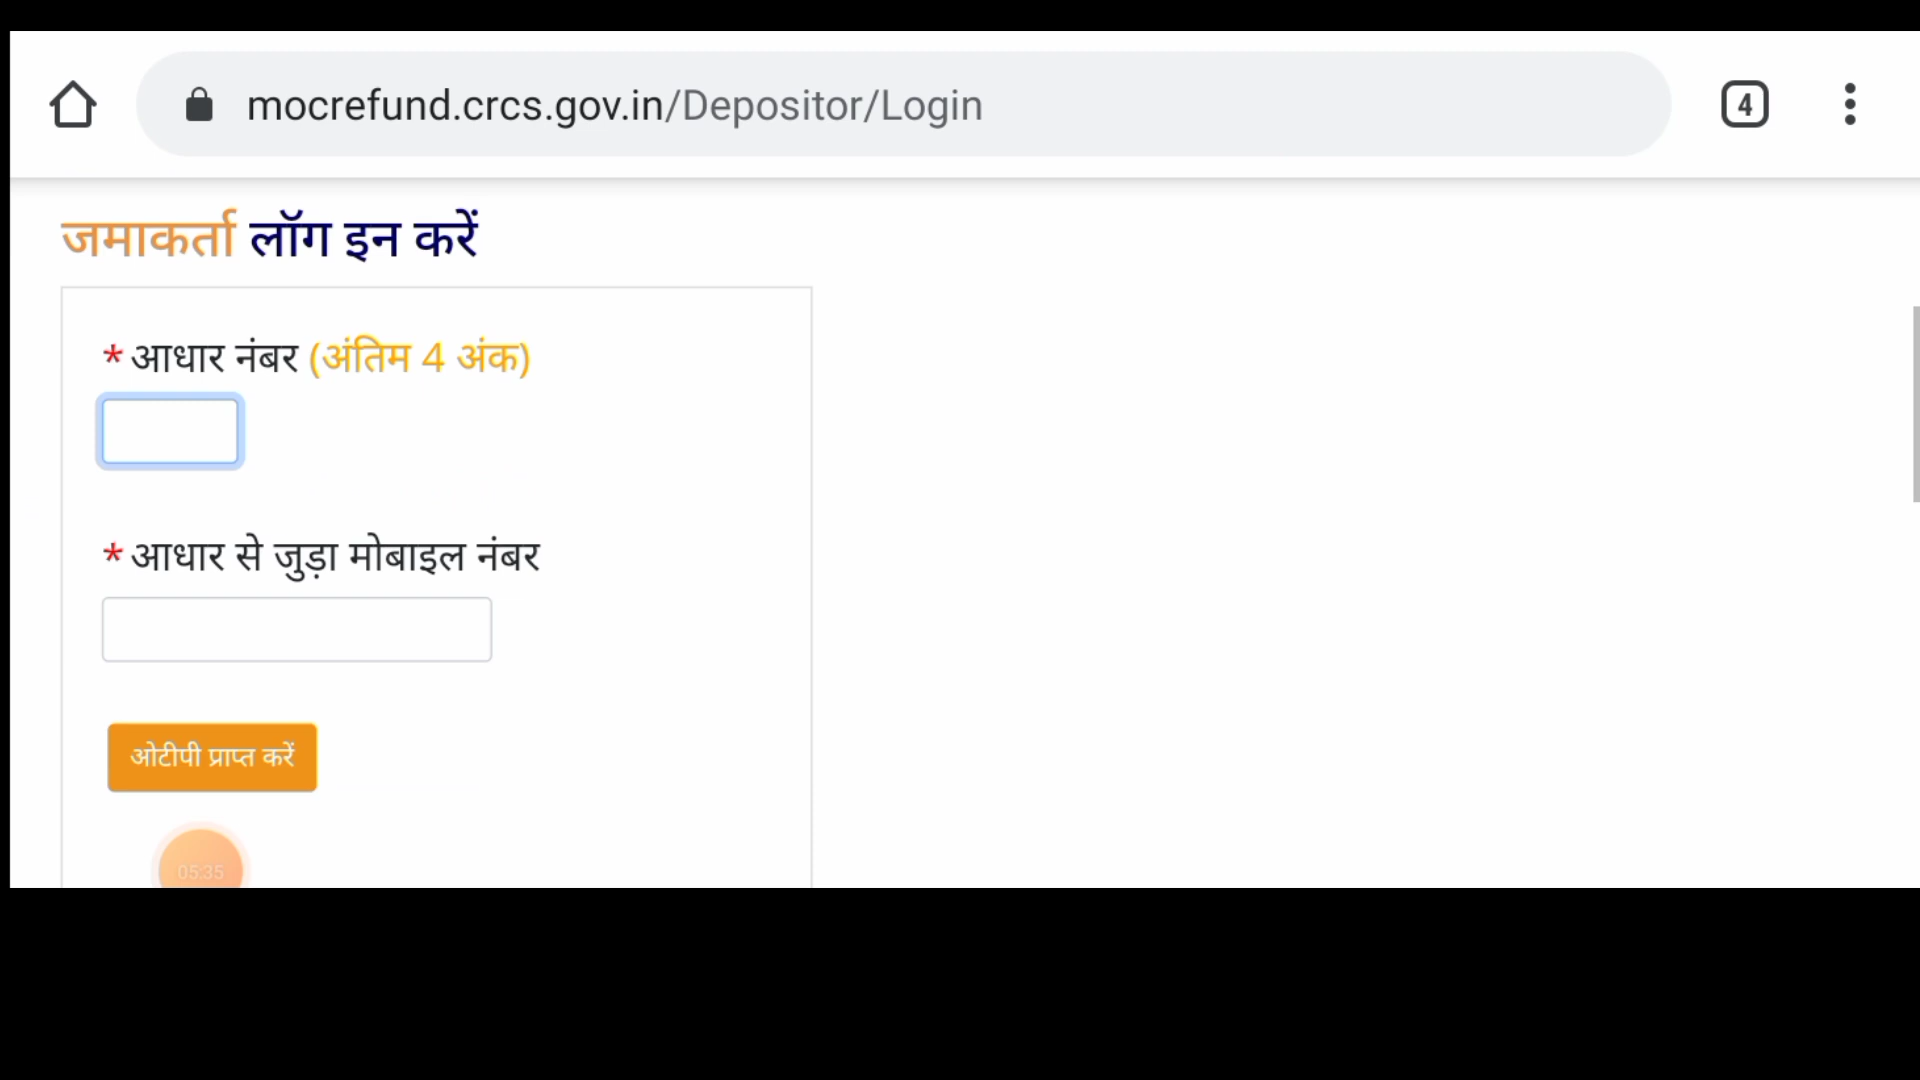 mocrefund.crcs.gov.in/Depositor/Login
4
जमाकर्ता लॉग इन करें
* आधार नंबर (अंतिम 4 अंक)
* आधार से जुड़ा मोबाइल नंबर
ओटीपी प्राप्त करें
05:35